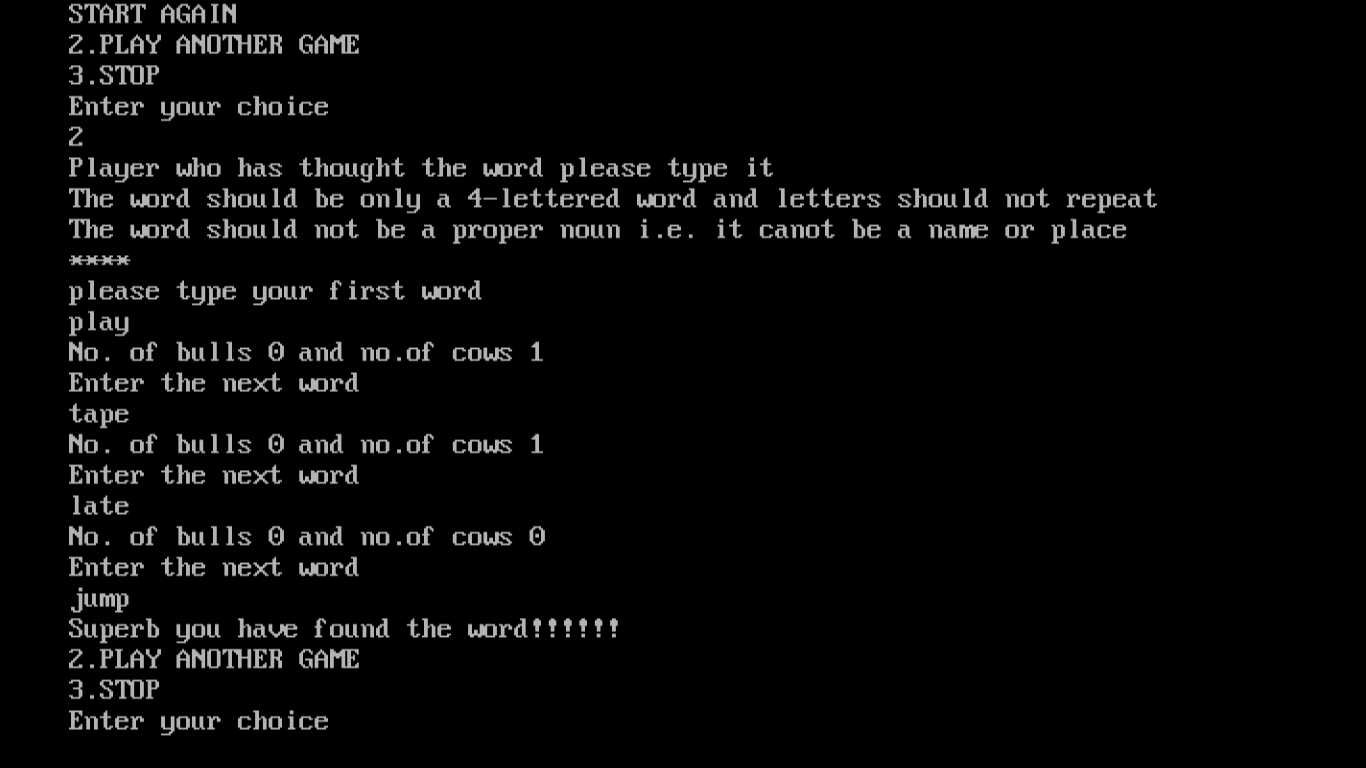 START AGAIN
2.PLAY ANOTHER GAME
3.STOP
Enter your choice
2
Player who has thought the word please type it
The word should be only a 4-lettered word and letters should not repeat
The word should not be a proper noun i.e. it canot be a name or place
****
please type your first word
play
No. of bulls 0 and no.of cows 1
Enter the next word
tape
No. of bulls 0 and no.of cows 1
Enter the next word
late
No. of bulls 0 and no.of cows 0
Enter the next word
jump
Superb you have found the word!!!!!!
2.PLAY ANOTHER GAME
3.STOP
Enter your choice